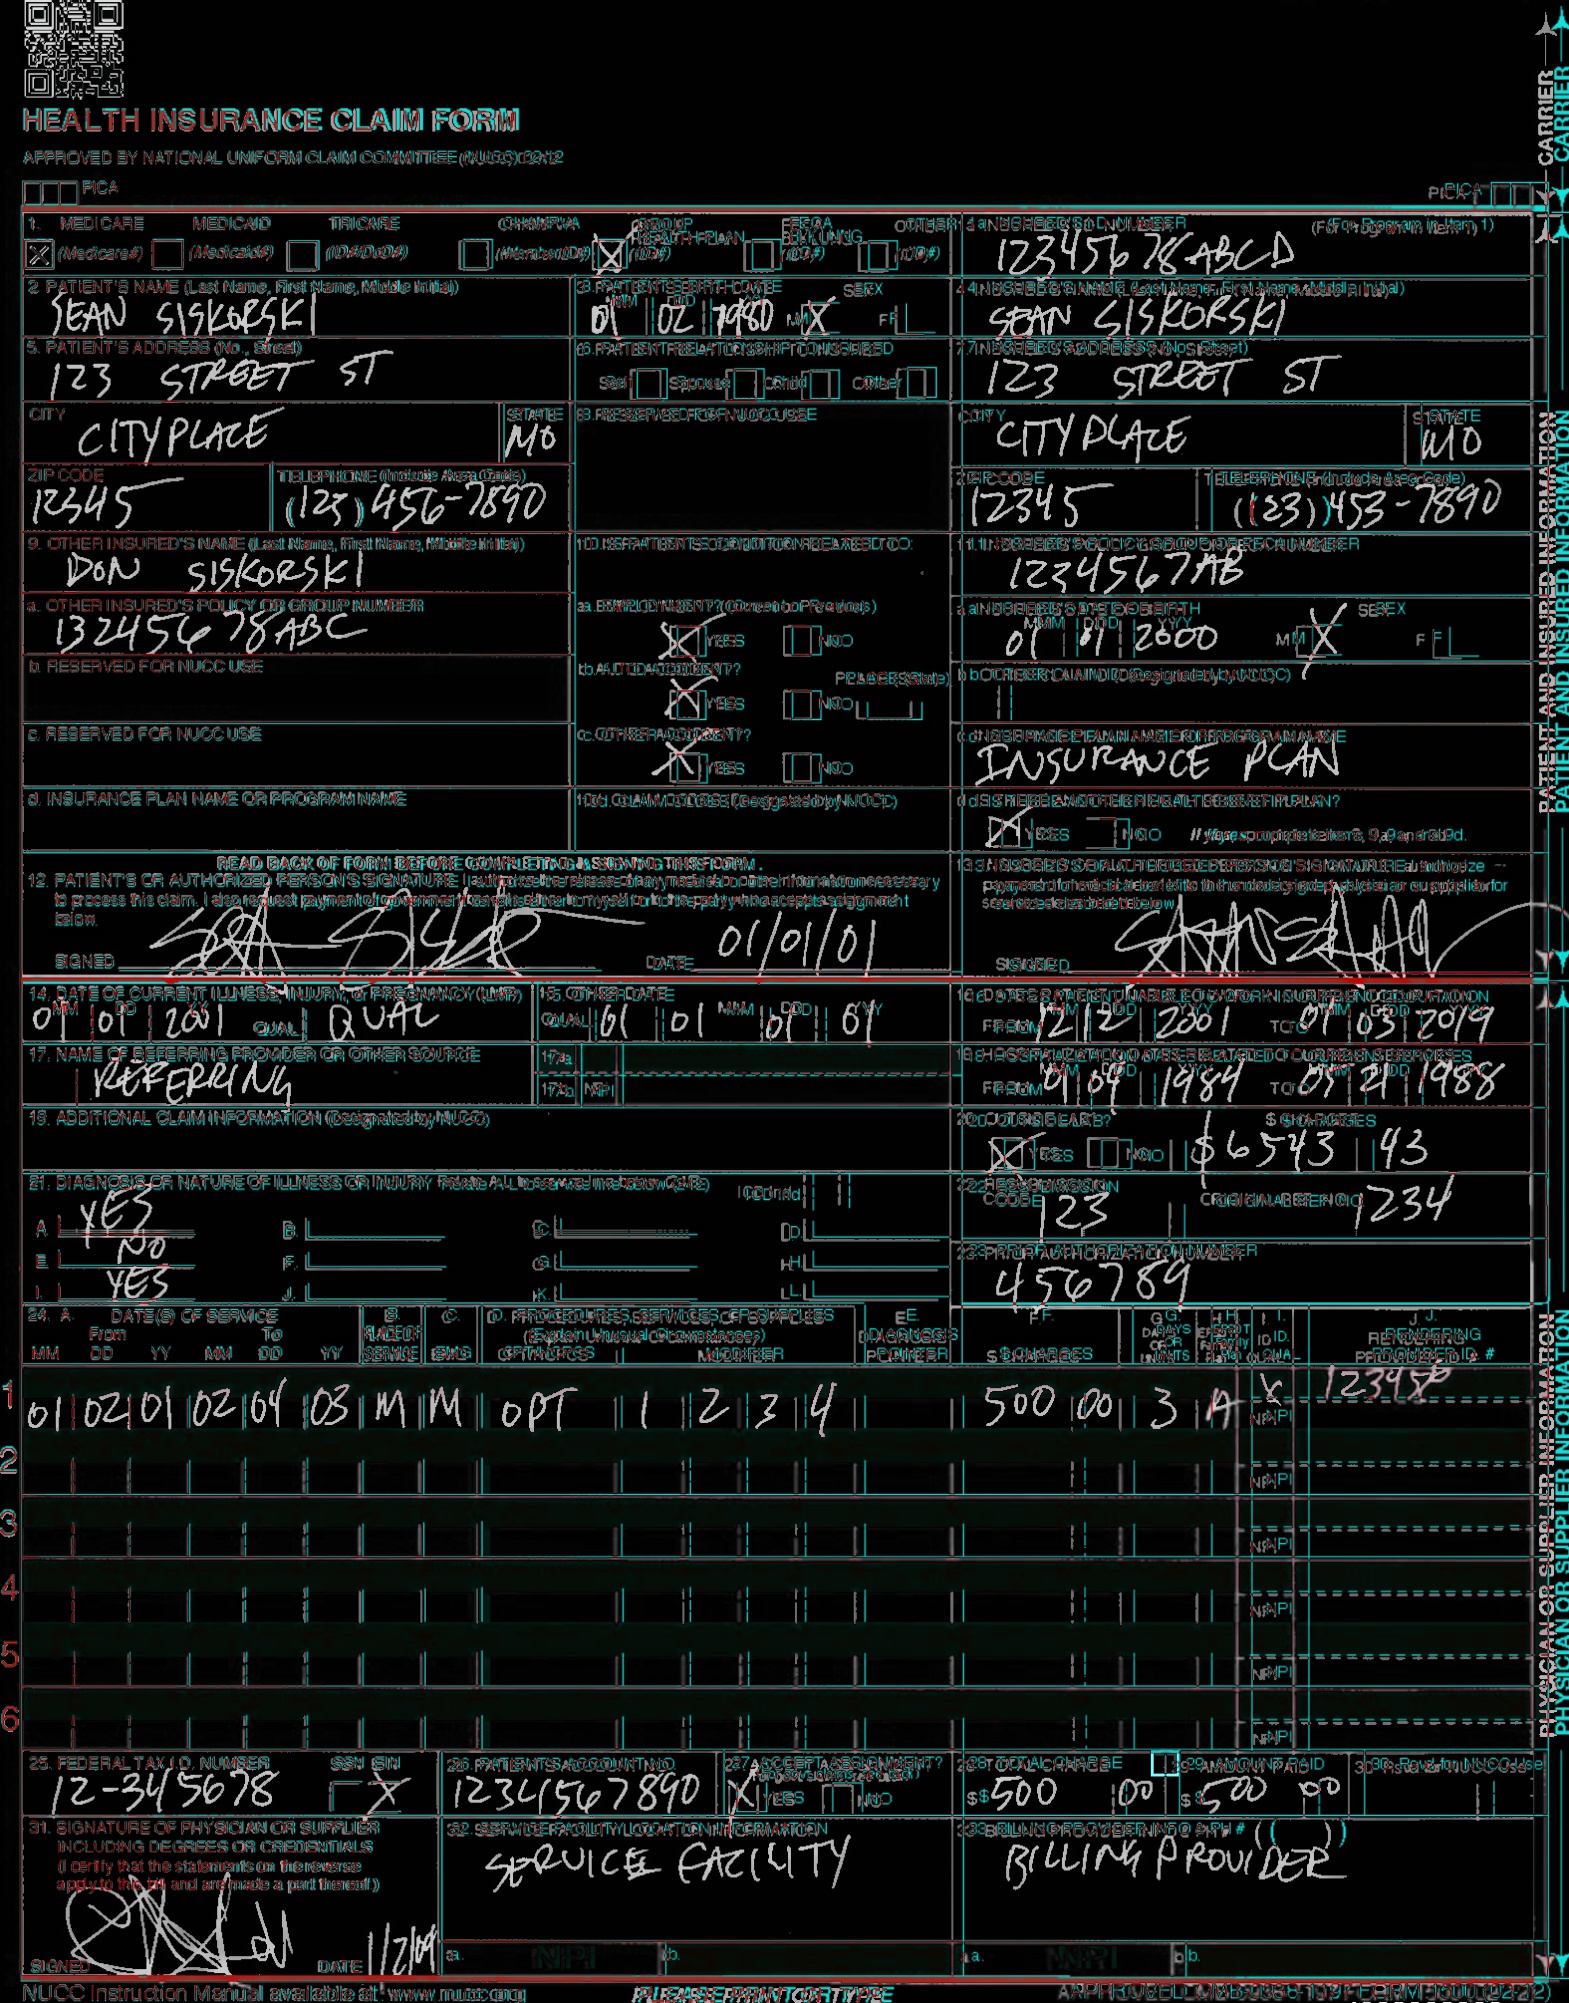 HEALTH INSURANCE CLAIM FORM
APPROVED BY NATIONAL UNIFORM CLAIM COMMITTEE (NUCC) 02/12
PICA PICA
CARRIER
1. MEDICARE MEDICAID TRICARE CHAMPVA GROUP HEALTH PLAN FECA BLK LUNG OTHER
(Medicare#) (Medicaid#) (ID#/DoD#) (Member ID#) (ID#) (ID#) (ID#)
1a. INSURED'S I.D. NUMBER (For Program in Item 1)
12345678ABCD
2. PATIENT'S NAME (Last Name, First Name, Middle Initial)
SEAN SISKORSKI
3. PATIENT'S BIRTH DATE SEX
MM DD YY
01 02 1980 M X F
4. INSURED'S NAME (Last Name, First Name, Middle Initial)
SEAN SISKORSKI
5. PATIENT'S ADDRESS (No., Street)
123 STREET ST
6. PATIENT RELATIONSHIP TO INSURED
Self Spouse Child Other
7. INSURED'S ADDRESS (No., Street)
123 STREET ST
CITY STATE
CITYPLACE MO
8. RESERVED FOR NUCC USE
CITY STATE
CITYPLACE MO
ZIP CODE TELEPHONE (Include Area Code)
12345 (123) 456-7890
ZIP CODE TELEPHONE (Include Area Code)
12345 (123) 453-7890
9. OTHER INSURED'S NAME (Last Name, First Name, Middle Initial)
DON SISKORSKI
10. IS PATIENT'S CONDITION RELATED TO:
11. INSURED'S POLICY GROUP OR FECA NUMBER
1234567AB
a. OTHER INSURED'S POLICY OR GROUP NUMBER
13245678ABC
a. EMPLOYMENT? (Current or Previous)
X YES NO
a. INSURED'S DATE OF BIRTH SEX
MM DD YY
01 01 2000 M X F
b. RESERVED FOR NUCC USE
b. AUTO ACCIDENT? PLACE (State)
X YES NO
b. OTHER CLAIM ID (Designated by NUCC)
c. RESERVED FOR NUCC USE
c. OTHER ACCIDENT?
X YES NO
c. INSURANCE PLAN NAME OR PROGRAM NAME
INSURANCE PLAN
d. INSURANCE PLAN NAME OR PROGRAM NAME
10d. CLAIM CODES (Designated by NUCC)
d. IS THERE ANOTHER HEALTH BENEFIT PLAN?
X YES NO If yes, complete items 9, 9a, and 9d.
READ BACK OF FORM BEFORE COMPLETING & SIGNING THIS FORM.
12. PATIENT'S OR AUTHORIZED PERSON'S SIGNATURE I authorize the release of any medical or other information necessary
to process this claim. I also request payment of government benefits either to myself or to the party who accepts assignment
below.
SIGNED DATE 01/01/01
13. INSURED'S OR AUTHORIZED PERSON'S SIGNATURE I authorize
payment of medical benefits to the undersigned physician or supplier for
services described below.
SIGNED
PATIENT AND INSURED INFORMATION
14. DATE OF CURRENT ILLNESS, INJURY, or PREGNANCY (LMP)
MM DD YY
01 01 2001 QUAL. QUAL
15. OTHER DATE
MM DD YY
QUAL. 01 01 01 01
16. DATES PATIENT UNABLE TO WORK IN CURRENT OCCUPATION
MM DD YY MM DD YY
FROM 12 12 2001 TO 01 03 2019
17. NAME OF REFERRING PROVIDER OR OTHER SOURCE
REFERRING
17a.
17b. NPI
18. HOSPITALIZATION DATES RELATED TO CURRENT SERVICES
MM DD YY MM DD YY
FROM 01 04 1984 TO 05 21 1988
19. ADDITIONAL CLAIM INFORMATION (Designated by NUCC)
20. OUTSIDE LAB? $ CHARGES
X YES NO $6543 43
21. DIAGNOSIS OR NATURE OF ILLNESS OR INJURY Relate A-L to service line below (24E) ICD Ind.
A. YES B. C. D.
E. NO F. G. H.
I. YES J. K. L.
22. RESUBMISSION CODE ORIGINAL REF. NO.
123 1234
23. PRIOR AUTHORIZATION NUMBER
456789
24. A. DATE(S) OF SERVICE B. C. D. PROCEDURES, SERVICES, OR SUPPLIES E. F. G. H. I. J.
From To PLACE OF (Explain Unusual Circumstances) DIAGNOSIS DAYS OR EPSDT Family ID. RENDERING
MM DD YY MM DD YY SERVICE EMG CPT/HCPCS MODIFIER POINTER $ CHARGES UNITS Plan QUAL. PROVIDER ID. #
1 01 02 01 02 04 03 M M OPT 1 2 3 4 500 00 3 A X NPI
2 NPI
3 NPI
4 NPI
5 NPI
6 NPI
PHYSICIAN OR SUPPLIER INFORMATION
25. FEDERAL TAX I.D. NUMBER SSN EIN
12-345678 X
26. PATIENT'S ACCOUNT NO.
1234567890
27. ACCEPT ASSIGNMENT?
X YES NO
28. TOTAL CHARGE
$ 500 00
29. AMOUNT PAID
$ 500 00
30. Rsvd for NUCC Use
31. SIGNATURE OF PHYSICIAN OR SUPPLIER
INCLUDING DEGREES OR CREDENTIALS
(I certify that the statements on the reverse
apply to this bill and are made a part thereof.)
SIGNED DATE 1/2/09
32. SERVICE FACILITY LOCATION INFORMATION
SERVICE FACILITY
a. NPI b.
33. BILLING PROVIDER INFO & PH # ( )
BILLING PROVIDER
a. NPI b.
NUCC Instruction Manual available at: www.nucc.org
PLEASE PRINT OR TYPE
APPROVED OMB-0938-1197 FORM 1500 (02-12)